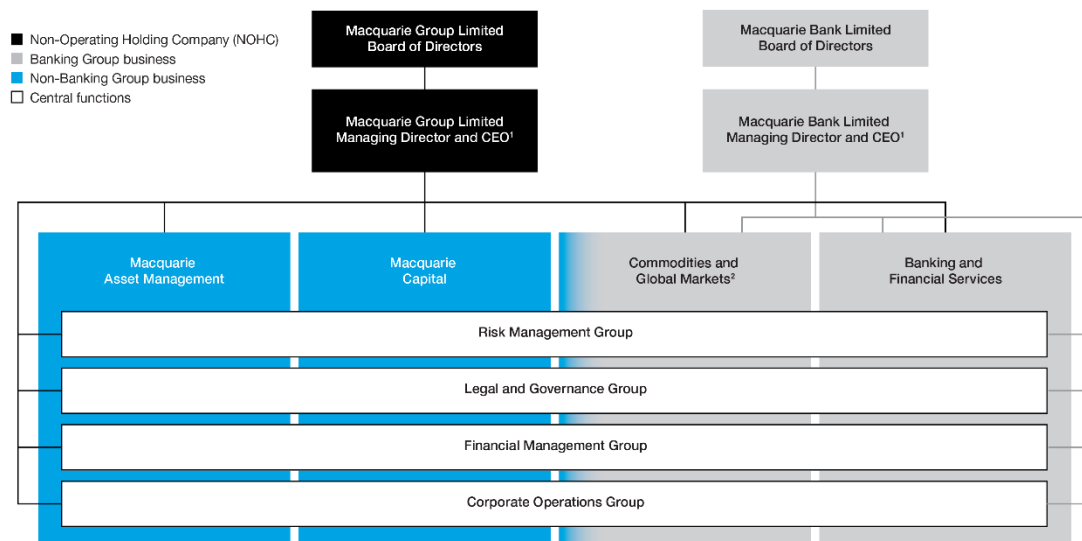 Non-Operating Holding Company (NOHC)
Banking Group business
Non-Banking Group business
Central functions
Macquarie Group Limited
Board of Directors
Macquarie Bank Limited
Board of Directors
Macquarie Group Limited
Managing Director and CEO¹
Macquarie Bank Limited
Managing Director and CEO¹
Macquarie
Asset Management
Macquarie
Capital
Commodities and
Global Markets²
Banking and
Financial Services
Risk Management Group
Legal and Governance Group
Financial Management Group
Corporate Operations Group